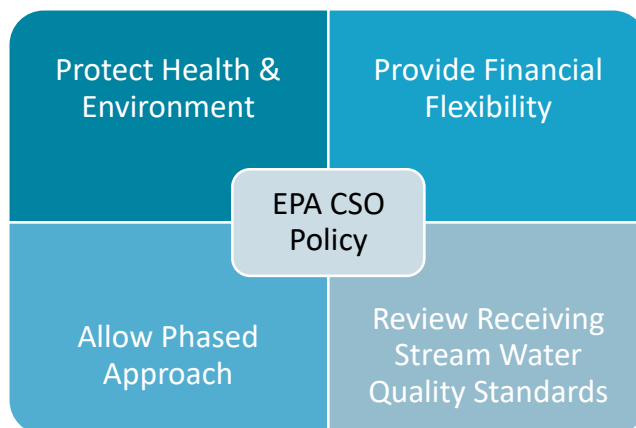 Protect Health &
Environment
Provide Financial
Flexibility
EPA CSO
Policy
Allow Phased
Approach
Review Receiving
Stream Water
Quality Standards